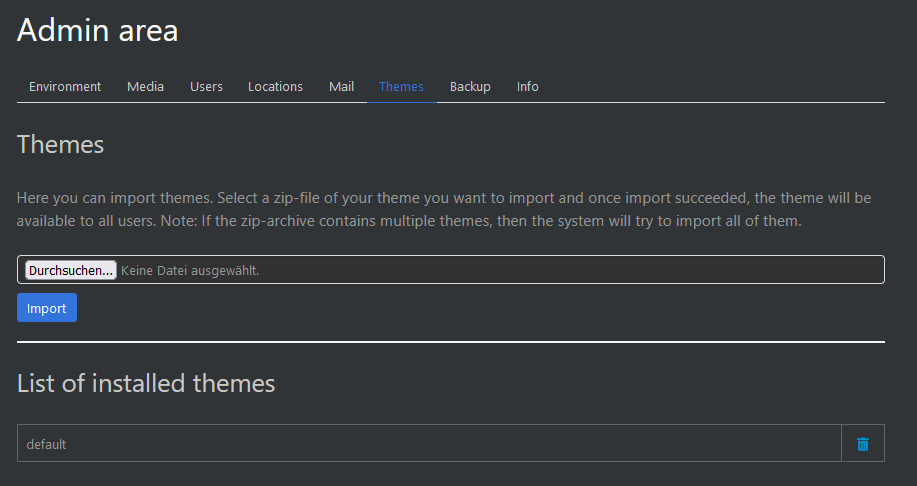 Admin area
Environment Media Users Locations Mail Themes Backup Info
Themes
Here you can import themes. Select a zip-file of your theme you want to import and once import succeeded, the theme will be
available to all users. Note: If the zip-archive contains multiple themes, then the system will try to import all of them.
Durchsuchen... Keine Datei ausgewählt.
Import
List of installed themes
default